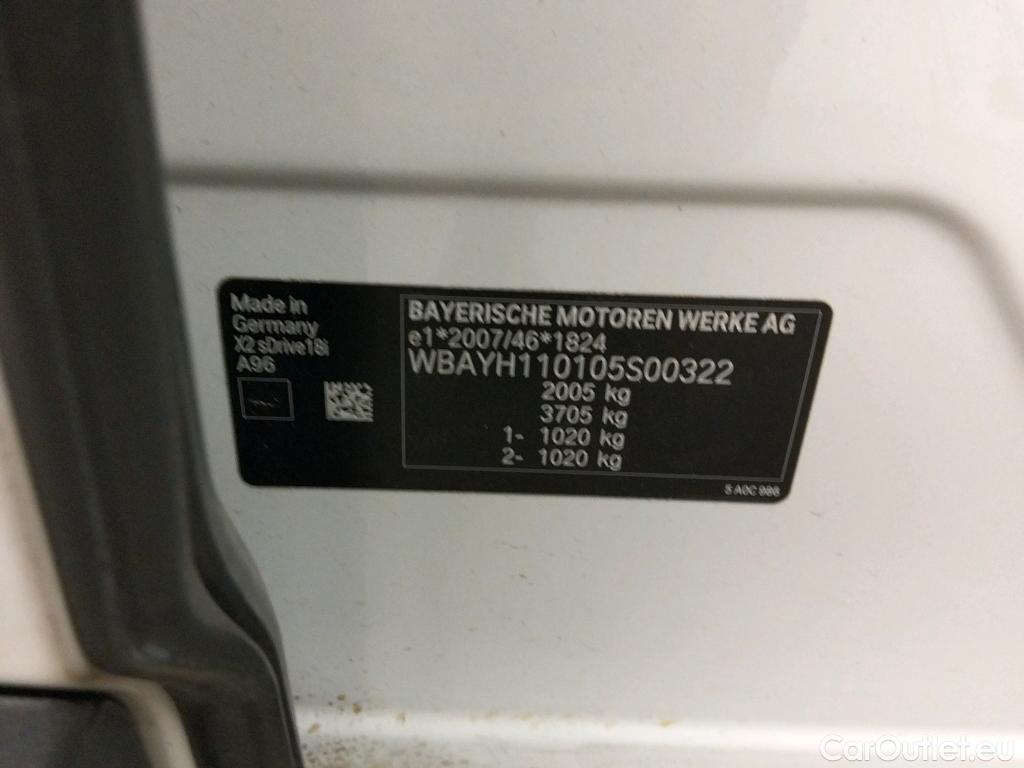 Made in
Germany
X2 sDrive18i
A96
BAYERISCHE MOTOREN WERKE AG
e1*2007/46*1824
WBAYH110105S00322
2005 kg
3705 kg
1- 1020 kg
2- 1020 kg
S A0C 986
CarOutlet.eu